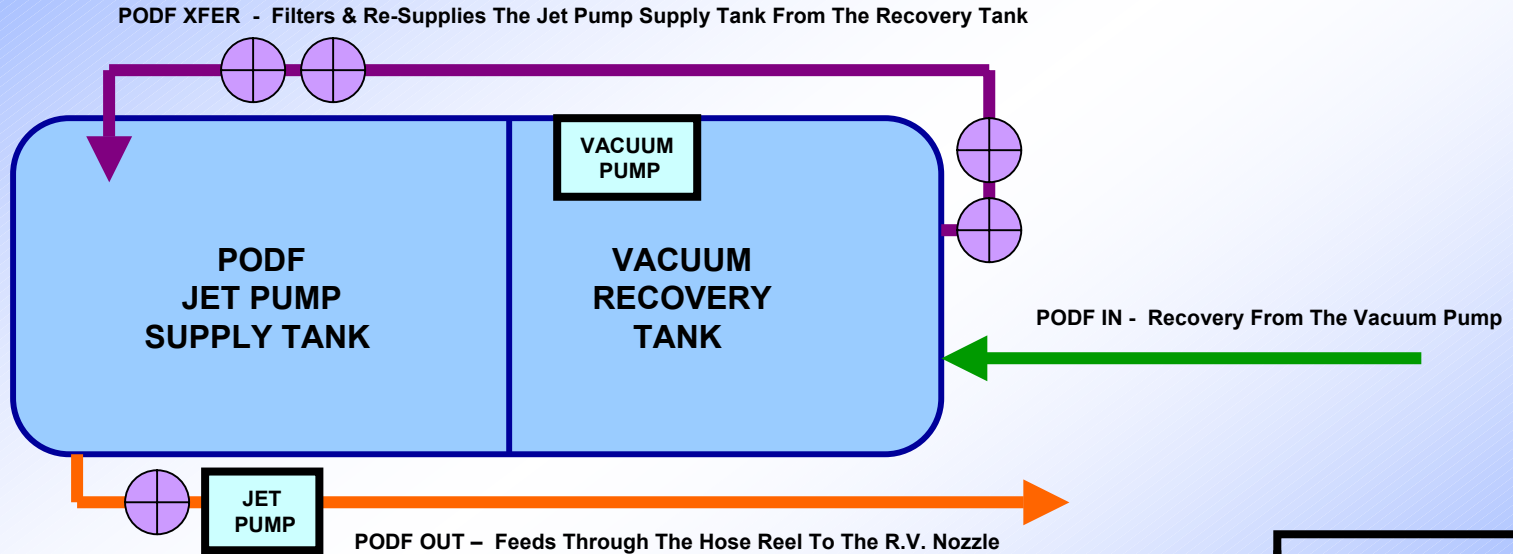 PODF XFER - Filters & Re-Supplies The Jet Pump Supply Tank From The Recovery Tank
VACUUM
PUMP
PODF
JET PUMP
SUPPLY TANK
VACUUM
RECOVERY
TANK
PODF IN - Recovery From The Vacuum Pump
JET
PUMP
PODF OUT – Feeds Through The Hose Reel To The R.V. Nozzle